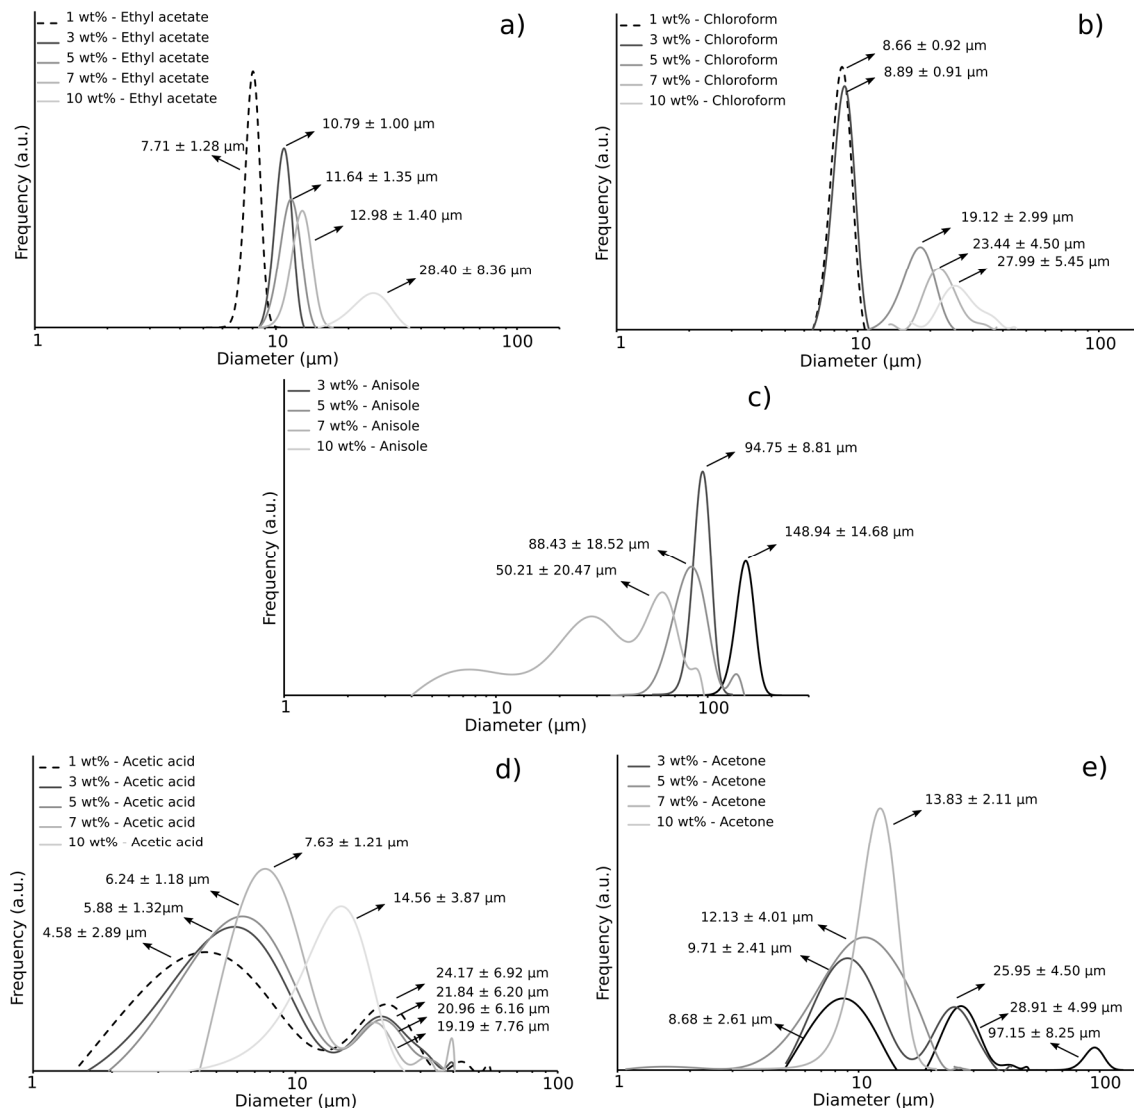 a)
1 wt% - Ethyl acetate
3 wt% - Ethyl acetate
5 wt% - Ethyl acetate
7 wt% - Ethyl acetate
10 wt% - Ethyl acetate
7.71 ± 1.28 μm
10.79 ± 1.00 μm
11.64 ± 1.35 μm
12.98 ± 1.40 μm
28.40 ± 8.36 μm
Frequency (a.u.)
1
10
100
Diameter (μm)
b)
1 wt% - Chloroform
3 wt% - Chloroform
5 wt% - Chloroform
7 wt% - Chloroform
10 wt% - Chloroform
8.66 ± 0.92 μm
8.89 ± 0.91 μm
19.12 ± 2.99 μm
23.44 ± 4.50 μm
27.99 ± 5.45 μm
Frequency (a.u.)
1
10
100
Diameter (μm)
c)
3 wt% - Anisole
5 wt% - Anisole
7 wt% - Anisole
10 wt% - Anisole
94.75 ± 8.81 μm
148.94 ± 14.68 μm
88.43 ± 18.52 μm
50.21 ± 20.47 μm
Frequency (a.u.)
1
10
100
Diameter (μm)
d)
1 wt% - Acetic acid
3 wt% - Acetic acid
5 wt% - Acetic acid
7 wt% - Acetic acid
10 wt% - Acetic acid
7.63 ± 1.21 μm
6.24 ± 1.18 μm
14.56 ± 3.87 μm
5.88 ± 1.32μm
4.58 ± 2.89 μm
24.17 ± 6.92 μm
21.84 ± 6.20 μm
20.96 ± 6.16 μm
19.19 ± 7.76 μm
Frequency (a.u.)
1
10
100
Diameter (μm)
e)
3 wt% - Acetone
5 wt% - Acetone
7 wt% - Acetone
10 wt% - Acetone
13.83 ± 2.11 μm
12.13 ± 4.01 μm
9.71 ± 2.41 μm
25.95 ± 4.50 μm
28.91 ± 4.99 μm
8.68 ± 2.61 μm
97.15 ± 8.25 μm
Frequency (a.u.)
1
10
100
Diameter (μm)